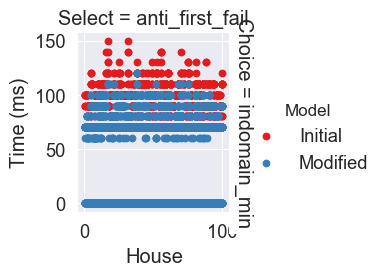 Select = anti_first_fail
150
100
50
0
Time (ms)
0
100
House
Choice = indomain_min
Model
Initial
Modified